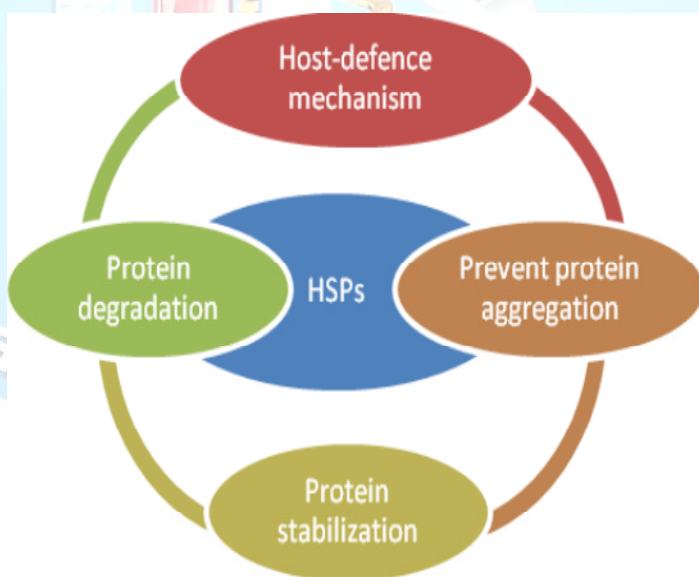 Host-defence
mechanism
Protein
degradation
HSPs
Prevent protein
aggregation
Protein
stabilization